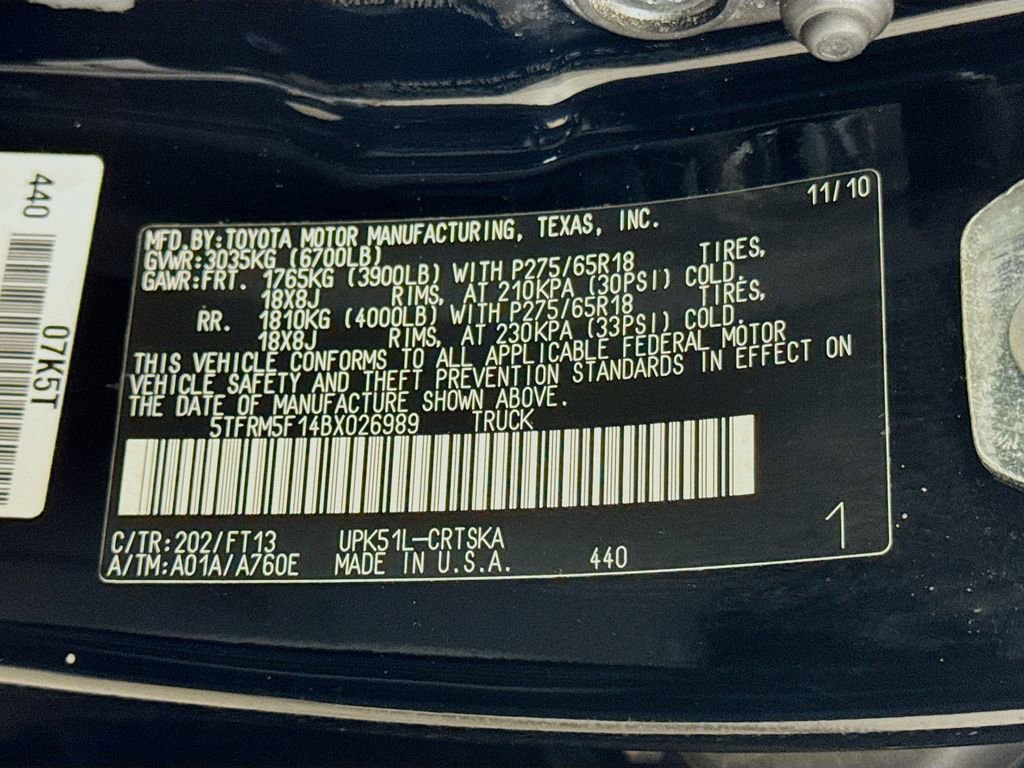 440
07K5T
11/10
MFD.BY:TOYOTA MOTOR MANUFACTURING, TEXAS, INC.
GVWR:3035KG (6700LB)
GAWR:FRT. 1765KG (3900LB) WITH P275/65R18 TIRES,
18X8J RIMS, AT 210KPA (30PSI) COLD.
RR. 1810KG (4000LB) WITH P275/65R18 TIRES,
18X8J RIMS, AT 230KPA (33PSI) COLD.
THIS VEHICLE CONFORMS TO ALL APPLICABLE FEDERAL MOTOR
VEHICLE SAFETY AND THEFT PREVENTION STANDARDS IN EFFECT ON
THE DATE OF MANUFACTURE SHOWN ABOVE.
5TFRM5F14BX026989 TRUCK
C/TR:202/FT13 UPK51L-CRTSKA
A/TM:A01A/A760E MADE IN U.S.A. 440
1